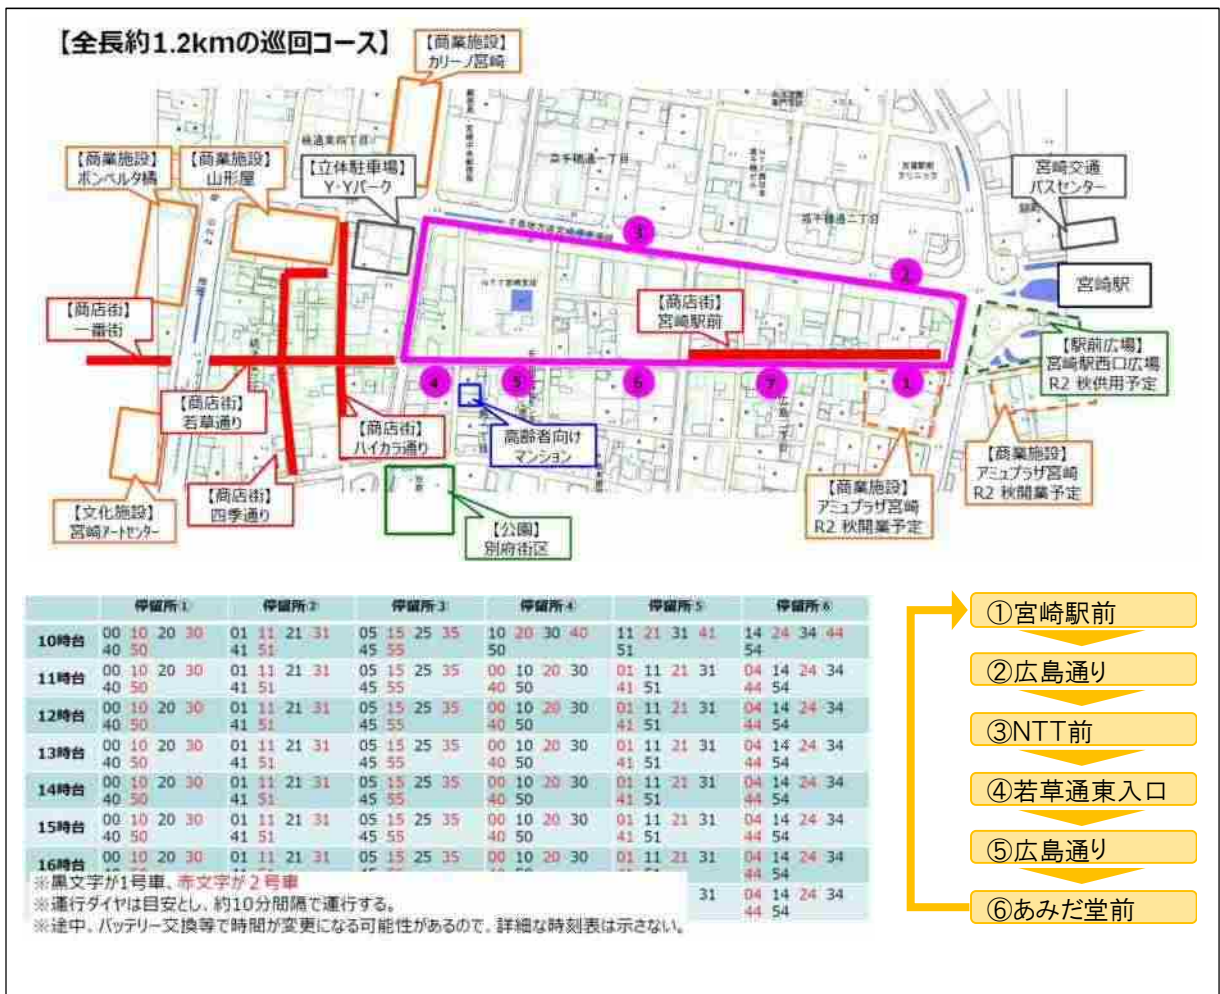 【全長約1.2kmの巡回コース】
【商業施設】
カリーノ宮崎
【商業施設】
ボンベルタ橘
【商業施設】
山形屋
【立体駐車場】
Y・Yパーク
宮崎交通
バスセンター
宮崎駅
橘通東四丁目
高千穂通一丁目
高千穂通二丁目
③
②
【商店街】
一番街
【商店街】
宮崎駅前
【駅前広場】
宮崎駅西口広場
R2 秋供用予定
④
⑤
⑥
⑦
①
【商店街】
若草通り
【商店街】
ハイカラ通り
高齢者向け
マンション
【商業施設】
アミュプラザ宮崎
R2 秋開業予定
【商業施設】
アミュプラザ宮崎
R2 秋開業予定
【商店街】
四季通り
【文化施設】
宮崎アートセンター
【公園】
別府街区
停留所① 停留所② 停留所③ 停留所④ 停留所⑤ 停留所⑥
10時台 00 10 20 30 01 11 21 31 05 15 25 35 10 20 30 40 11 21 31 41 14 24 34 44
40 50 41 51 45 55 50 51 54
11時台 00 10 20 30 01 11 21 31 05 15 25 35 00 10 20 30 01 11 21 31 04 14 24 34
40 50 41 51 45 55 40 50 41 51 44 54
12時台 00 10 20 30 01 11 21 31 05 15 25 35 00 10 20 30 01 11 21 31 04 14 24 34
40 50 41 51 45 55 40 50 41 51 44 54
13時台 00 10 20 30 01 11 21 31 05 15 25 35 00 10 20 30 01 11 21 31 04 14 24 34
40 50 41 51 45 55 40 50 41 51 44 54
14時台 00 10 20 30 01 11 21 31 05 15 25 35 00 10 20 30 01 11 21 31 04 14 24 34
40 50 41 51 45 55 40 50 41 51 44 54
15時台 00 10 20 30 01 11 21 31 05 15 25 35 00 10 20 30 01 11 21 31 04 14 24 34
40 50 41 51 45 55 40 50 41 51 44 54
16時台 00 10 20 30 01 11 21 31 05 15 25 35 00 10 20 30 01 11 21 31 04 14 24 34
44 54
31 04 14 24 34
44 54
※黒文字が1号車、赤文字が2号車
※運行ダイヤは目安とし、約10分間隔で運行する。
※途中、バッテリー交換等で時間が変更になる可能性があるので、詳細な時刻表は示さない。
①宮崎駅前
②広島通り
③NTT前
④若草通東入口
⑤広島通り
⑥あみだ堂前